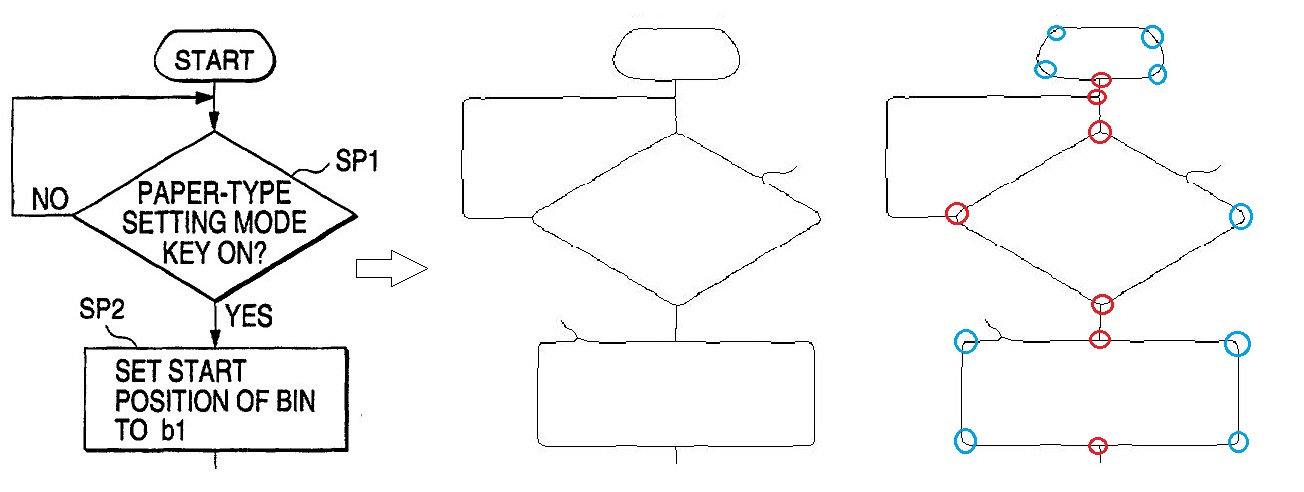 START
SP1
NO
PAPER-TYPE
SETTING MODE
KEY ON?
SP2
YES
SET START
POSITION OF BIN
TO b1